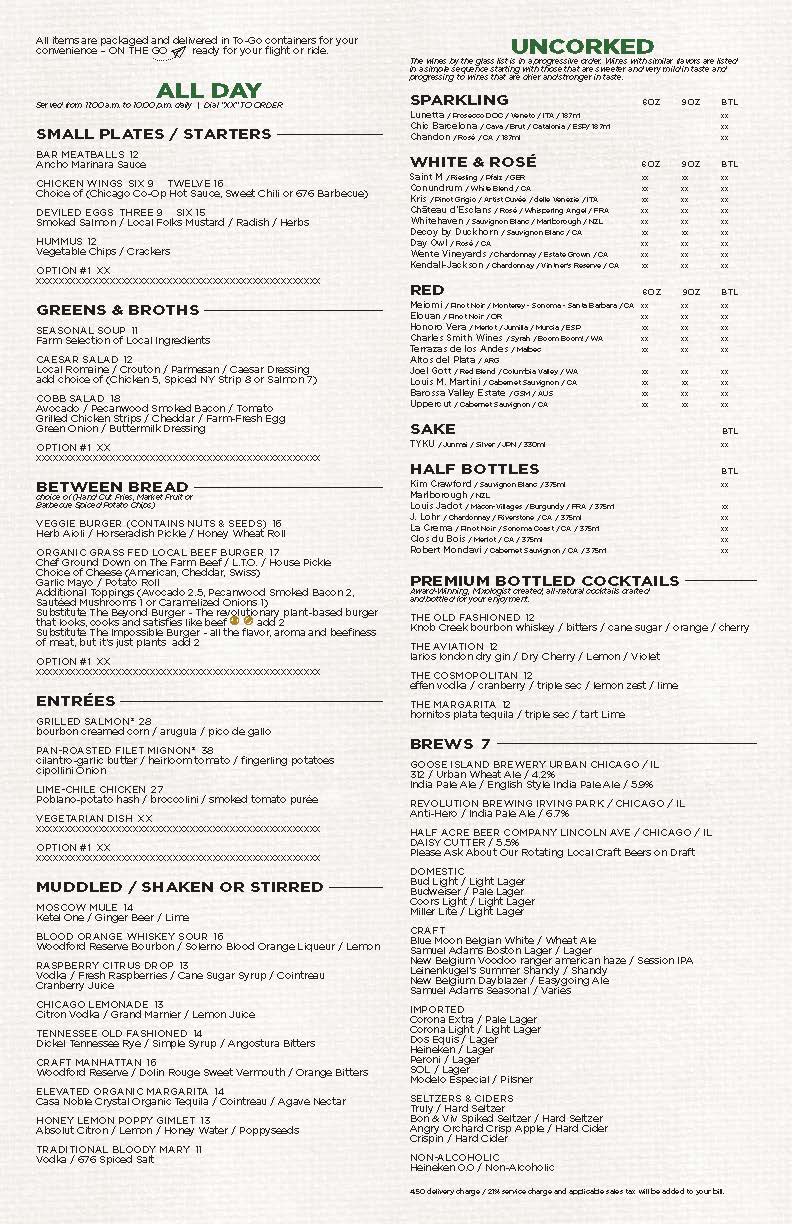 All items are packaged and delivered in To-Go containers for your
convenience – ON THE GO ready for your flight or ride.
ALL DAY
Served from 11:00 a.m. to 10:00 p.m. daily | Dial "XX" TO ORDER
SMALL PLATES / STARTERS
BAR MEATBALLS 12
Ancho Marinara Sauce
CHICKEN WINGS SIX 9 TWELVE 16
Choice of (Chicago Co-Op Hot Sauce, Sweet Chili or 676 Barbecue)
DEVILED EGGS THREE 9 SIX 15
Smoked Salmon / Local Folks Mustard / Radish / Herbs
HUMMUS 12
Vegetable Chips / Crackers
OPTION #1 XX
XXXXXXXXXXXXXXXXXXXXXXXXXXXXXXXXXXXXXXXXXXXXXXXXX
GREENS & BROTHS
SEASONAL SOUP 11
Farm Selection of Local Ingredients
CAESAR SALAD 12
Local Romaine / Crouton / Parmesan / Caesar Dressing
add choice of (Chicken 5, Spiced NY Strip 8 or Salmon 7)
COBB SALAD 18
Avocado / Pecanwood Smoked Bacon / Tomato
Grilled Chicken Strips / Cheddar / Farm-Fresh Egg
Green Onion / Buttermilk Dressing
OPTION #1 XX
XXXXXXXXXXXXXXXXXXXXXXXXXXXXXXXXXXXXXXXXXXXXXXXXX
BETWEEN BREAD
choice of (Hand Cut Fries, Market Fruit or
Barbecue Spiced Potato Chips)
VEGGIE BURGER (CONTAINS NUTS & SEEDS) 16
Herb Aioli / Horseradish Pickle / Honey Wheat Roll
ORGANIC GRASS FED LOCAL BEEF BURGER 17
Chef Ground Down on The Farm Beef / L.T.O. / House Pickle
Choice of Cheese (American, Cheddar, Swiss)
Garlic Mayo / Potato Roll
Additional Toppings (Avocado 2.5, Pecanwood Smoked Bacon 2,
Sautéed Mushrooms 1 or Caramelized Onions 1)
Substitute The Beyond Burger - The revolutionary plant-based burger
that looks, cooks and satisfies like beef add 2
Substitute The Impossible Burger - all the flavor, aroma and beefiness
of meat, but it's just plants add 2
OPTION #1 XX
XXXXXXXXXXXXXXXXXXXXXXXXXXXXXXXXXXXXXXXXXXXXXXXXX
ENTRÉES
GRILLED SALMON* 28
bourbon creamed corn / arugula / pico de gallo
PAN-ROASTED FILET MIGNON* 38
cilantro-garlic butter / heirloom tomato / fingerling potatoes
cipollini Onion
LIME-CHILE CHICKEN 27
Poblano-potato hash / broccolini / smoked tomato purée
VEGETARIAN DISH XX
XXXXXXXXXXXXXXXXXXXXXXXXXXXXXXXXXXXXXXXXXXXXXXXXX
OPTION #1 XX
XXXXXXXXXXXXXXXXXXXXXXXXXXXXXXXXXXXXXXXXXXXXXXXXX
MUDDLED / SHAKEN OR STIRRED
MOSCOW MULE 14
Ketel One / Ginger Beer / Lime
BLOOD ORANGE WHISKEY SOUR 16
Woodford Reserve Bourbon / Solerno Blood Orange Liqueur / Lemon
RASPBERRY CITRUS DROP 13
Vodka / Fresh Raspberries / Cane Sugar Syrup / Cointreau
Cranberry Juice
CHICAGO LEMONADE 13
Citron Vodka / Grand Marnier / Lemon Juice
TENNESSEE OLD FASHIONED 14
Dickel Tennessee Rye / Simple Syrup / Angostura Bitters
CRAFT MANHATTAN 16
Woodford Reserve / Dolin Rouge Sweet Vermouth / Orange Bitters
ELEVATED ORGANIC MARGARITA 14
Casa Noble Crystal Organic Tequila / Cointreau / Agave Nectar
HONEY LEMON POPPY GIMLET 13
Absolut Citron / Lemon / Honey Water / Poppyseeds
TRADITIONAL BLOODY MARY 11
Vodka / 676 Spiced Salt
UNCORKED
The wines by the glass list is in a progressive order. Wines with similar flavors are listed
in a simple sequence starting with those that are sweeter and very mild in taste and
progressing to wines that are drier and stronger in taste.
SPARKLING 6OZ 9OZ BTL
Lunetta / Prosecco DOC / Veneto / ITA / 187ml xx
Chic Barcelona / Cava / Brut / Catalonia / ESP/ 187ml xx
Chandon / Rosé / CA / 187ml xx
WHITE & ROSÉ 6OZ 9OZ BTL
Saint M / Riesling / Pfalz / GER xx xx xx
Conundrum / White Blend / CA xx xx xx
Kris / Pinot Grigio / Artist Cuvée / delle Venezie / ITA xx xx xx
Château d'Esclans / Rosé / Whispering Angel / FRA xx xx xx
Whitehaven / Sauvignon Blanc / Marlborough / NZL xx xx xx
Decoy by Duckhorn / Sauvignon Blanc / CA xx xx xx
Day Owl / Rosé / CA xx xx xx
Wente Vineyards / Chardonnay / Estate Grown / CA xx xx xx
Kendall-Jackson / Chardonnay / Vintner's Reserve / CA xx xx xx
RED 6OZ 9OZ BTL
Meiomi / Pinot Noir / Monterey - Sonoma - Santa Barbara / CA xx xx xx
Elouan / Pinot Noir / OR xx xx xx
Honoro Vera / Merlot / Jumilla / Murcia / ESP xx xx xx
Charles Smith Wines / Syrah / Boom Boom! / WA xx xx xx
Terrazas de los Andes / Malbec xx xx xx
Altos del Plata / ARG
Joel Gott / Red Blend / Columbia Valley / WA xx xx xx
Louis M. Martini / Cabernet Sauvignon / CA xx xx xx
Barossa Valley Estate / GSM / AUS xx xx xx
Uppercut / Cabernet Sauvignon / CA xx xx xx
SAKE BTL
TYKU / Junmai / Silver / JPN / 330ml xx
HALF BOTTLES BTL
Kim Crawford / Sauvignon Blanc / 375ml xx
Marlborough / NZL
Louis Jadot / Mâcon-Villages / Burgundy / FRA / 375ml xx
J. Lohr / Chardonnay / Riverstone / CA / 375ml xx
La Crema / Pinot Noir / Sonoma Coast / CA / 375ml xx
Clos du Bois / Merlot / CA / 375ml xx
Robert Mondavi / Cabernet Sauvignon / CA / 375ml xx
PREMIUM BOTTLED COCKTAILS
Award-Winning, Mixologist created, all-natural cocktails crafted
and bottled for your enjoyment.
THE OLD FASHIONED 12
Knob Creek bourbon whiskey / bitters / cane sugar / orange / cherry
THE AVIATION 12
larios london dry gin / Dry Cherry / Lemon / Violet
THE COSMOPOLITAN 12
effen vodka / cranberry / triple sec / lemon zest / lime
THE MARGARITA 12
hornitos plata tequila / triple sec / tart Lime
BREWS 7
GOOSE ISLAND BREWERY URBAN CHICAGO / IL
312 / Urban Wheat Ale / 4.2%
India Pale Ale / English Style India Pale Ale / 5.9%
REVOLUTION BREWING IRVING PARK / CHICAGO / IL
Anti-Hero / India Pale Ale / 6.7%
HALF ACRE BEER COMPANY LINCOLN AVE / CHICAGO / IL
DAISY CUTTER / 5.5%
Please Ask About Our Rotating Local Craft Beers on Draft
DOMESTIC
Bud Light / Light Lager
Budweiser / Pale Lager
Coors Light / Light Lager
Miller Lite / Light Lager
CRAFT
Blue Moon Belgian White / Wheat Ale
Samuel Adams Boston Lager / Lager
New Belgium Voodoo ranger american haze / Session IPA
Leinenkugel's Summer Shandy / Shandy
New Belgium Dayblazer / Easygoing Ale
Samuel Adams Seasonal / Varies
IMPORTED
Corona Extra / Pale Lager
Corona Light / Light Lager
Dos Equis / Lager
Heineken / Lager
Peroni / Lager
SOL / Lager
Modelo Especial / Pilsner
SELTZERS & CIDERS
Truly / Hard Seltzer
Bon & Viv Spiked Seltzer / Hard Seltzer
Angry Orchard Crisp Apple / Hard Cider
Crispin / Hard Cider
NON-ALCOHOLIC
Heineken 0.0 / Non-Alcoholic
4.50 delivery charge / 21% service charge and applicable sales tax will be added to your bill.